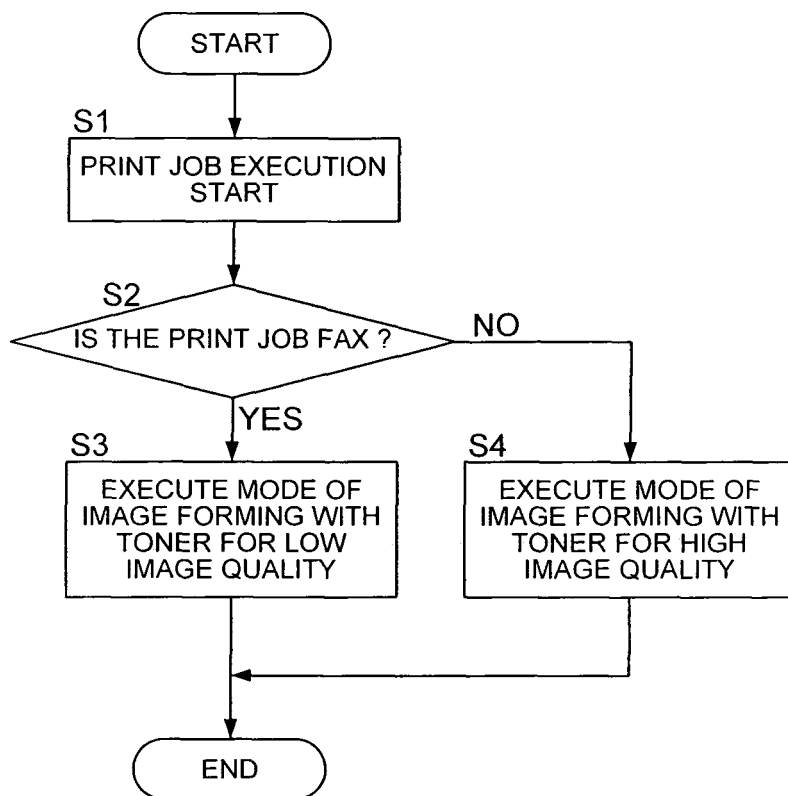 START
S1
PRINT JOB EXECUTION
START
S2
IS THE PRINT JOB FAX ?
NO
YES
S3
EXECUTE MODE OF
IMAGE FORMING WITH
TONER FOR LOW
IMAGE QUALITY
S4
EXECUTE MODE OF
IMAGE FORMING WITH
TONER FOR HIGH
IMAGE QUALITY
END